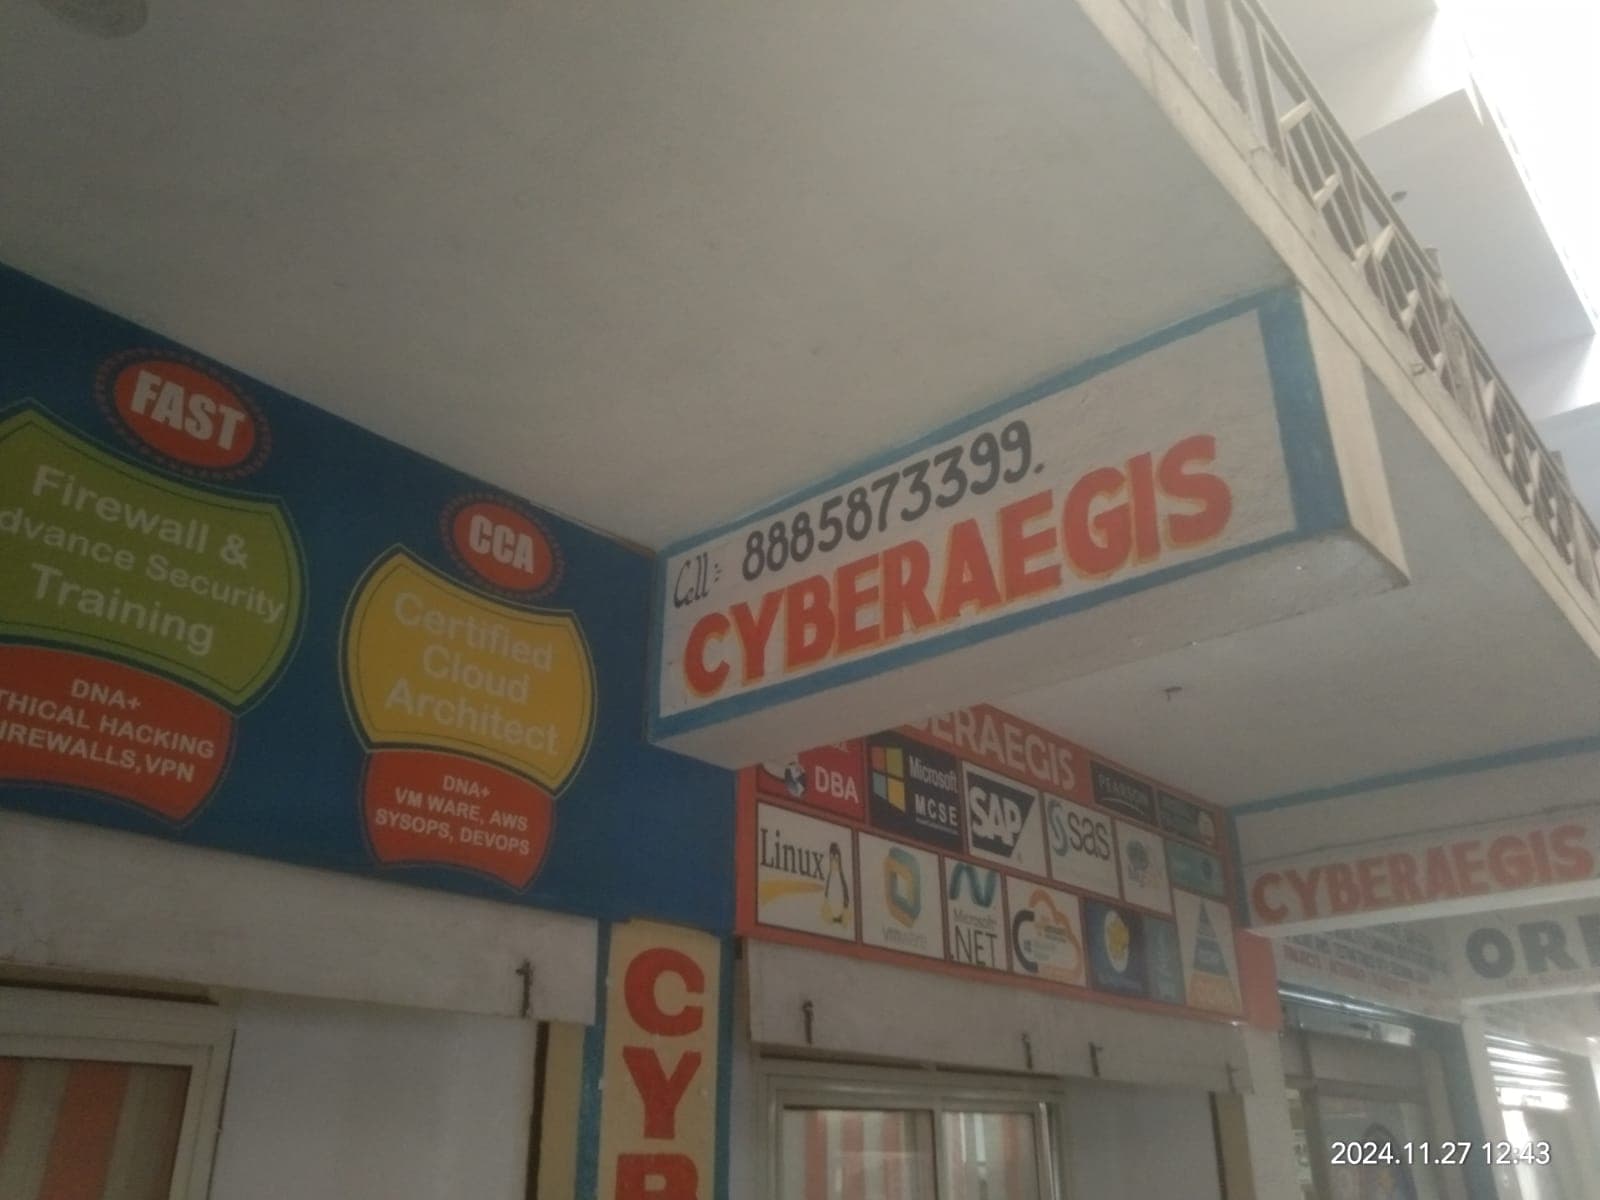 FAST
Firewall &
dvance Security
Training
DNA+
THICAL HACKING
IREWALLS,VPN
CCA
Certified
Cloud
Architect
DNA+
VM WARE, AWS
SYSOPS, DEVOPS
Cell:- 8885873399.
CYBERAEGIS
BERAEGIS
DBA
Microsoft
MCSE
SAP
sas
PEARSON
Linux
vmware
Microsoft
.NET
CYBERAEGIS
OR
C
Y
B
2024.11.27 12:43